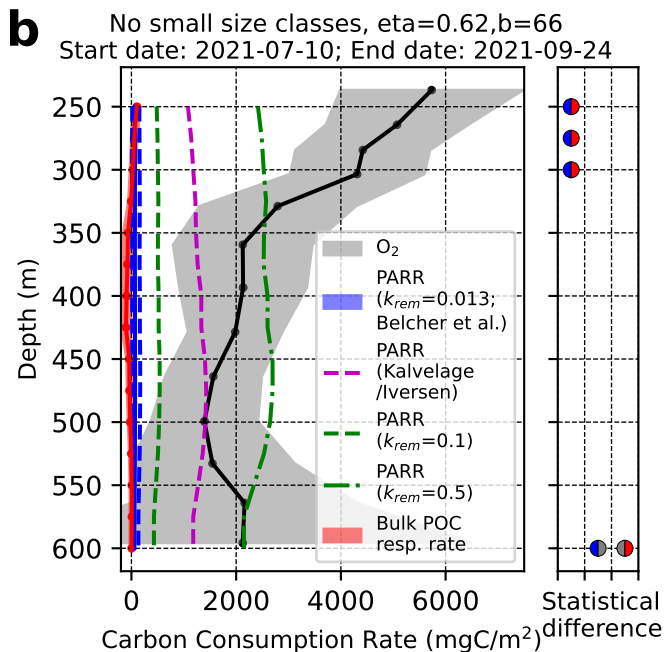 b
No small size classes, eta=0.62,b=66
Start date: 2021-07-10; End date: 2021-09-24
250
300
350
400
450
500
550
600
Depth (m)
O₂
PARR
(k_rem=0.013;
Belcher et al.)
PARR
(Kalvelage
/Iversen)
PARR
(k_rem=0.1)
PARR
(k_rem=0.5)
Bulk POC
resp. rate
0 2000 4000 6000
Carbon Consumption Rate (mgC/m²)
Statistical
difference